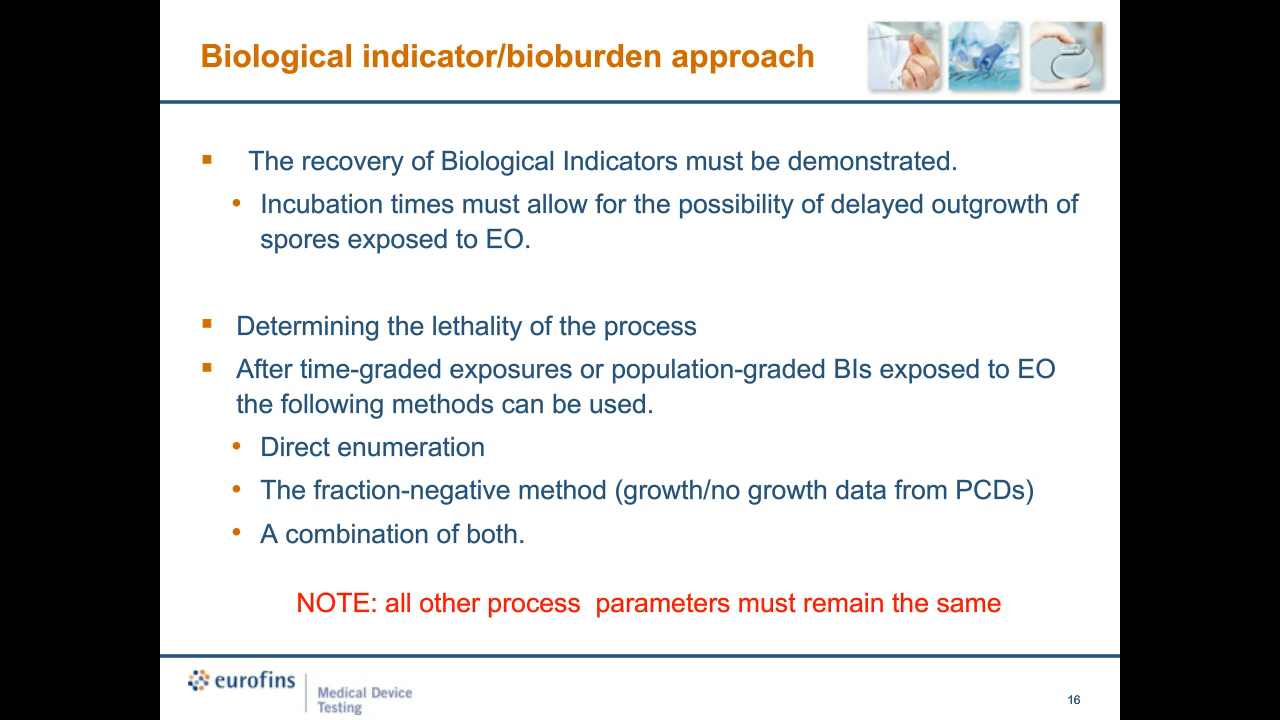 Biological indicator/bioburden approach
The recovery of Biological Indicators must be demonstrated.
Incubation times must allow for the possibility of delayed outgrowth of
spores exposed to EO.
Determining the lethality of the process
After time-graded exposures or population-graded BIs exposed to EO
the following methods can be used.
Direct enumeration
The fraction-negative method (growth/no growth data from PCDs)
A combination of both.
NOTE: all other process  parameters must remain the same
eurofins
Medical Device
Testing
16